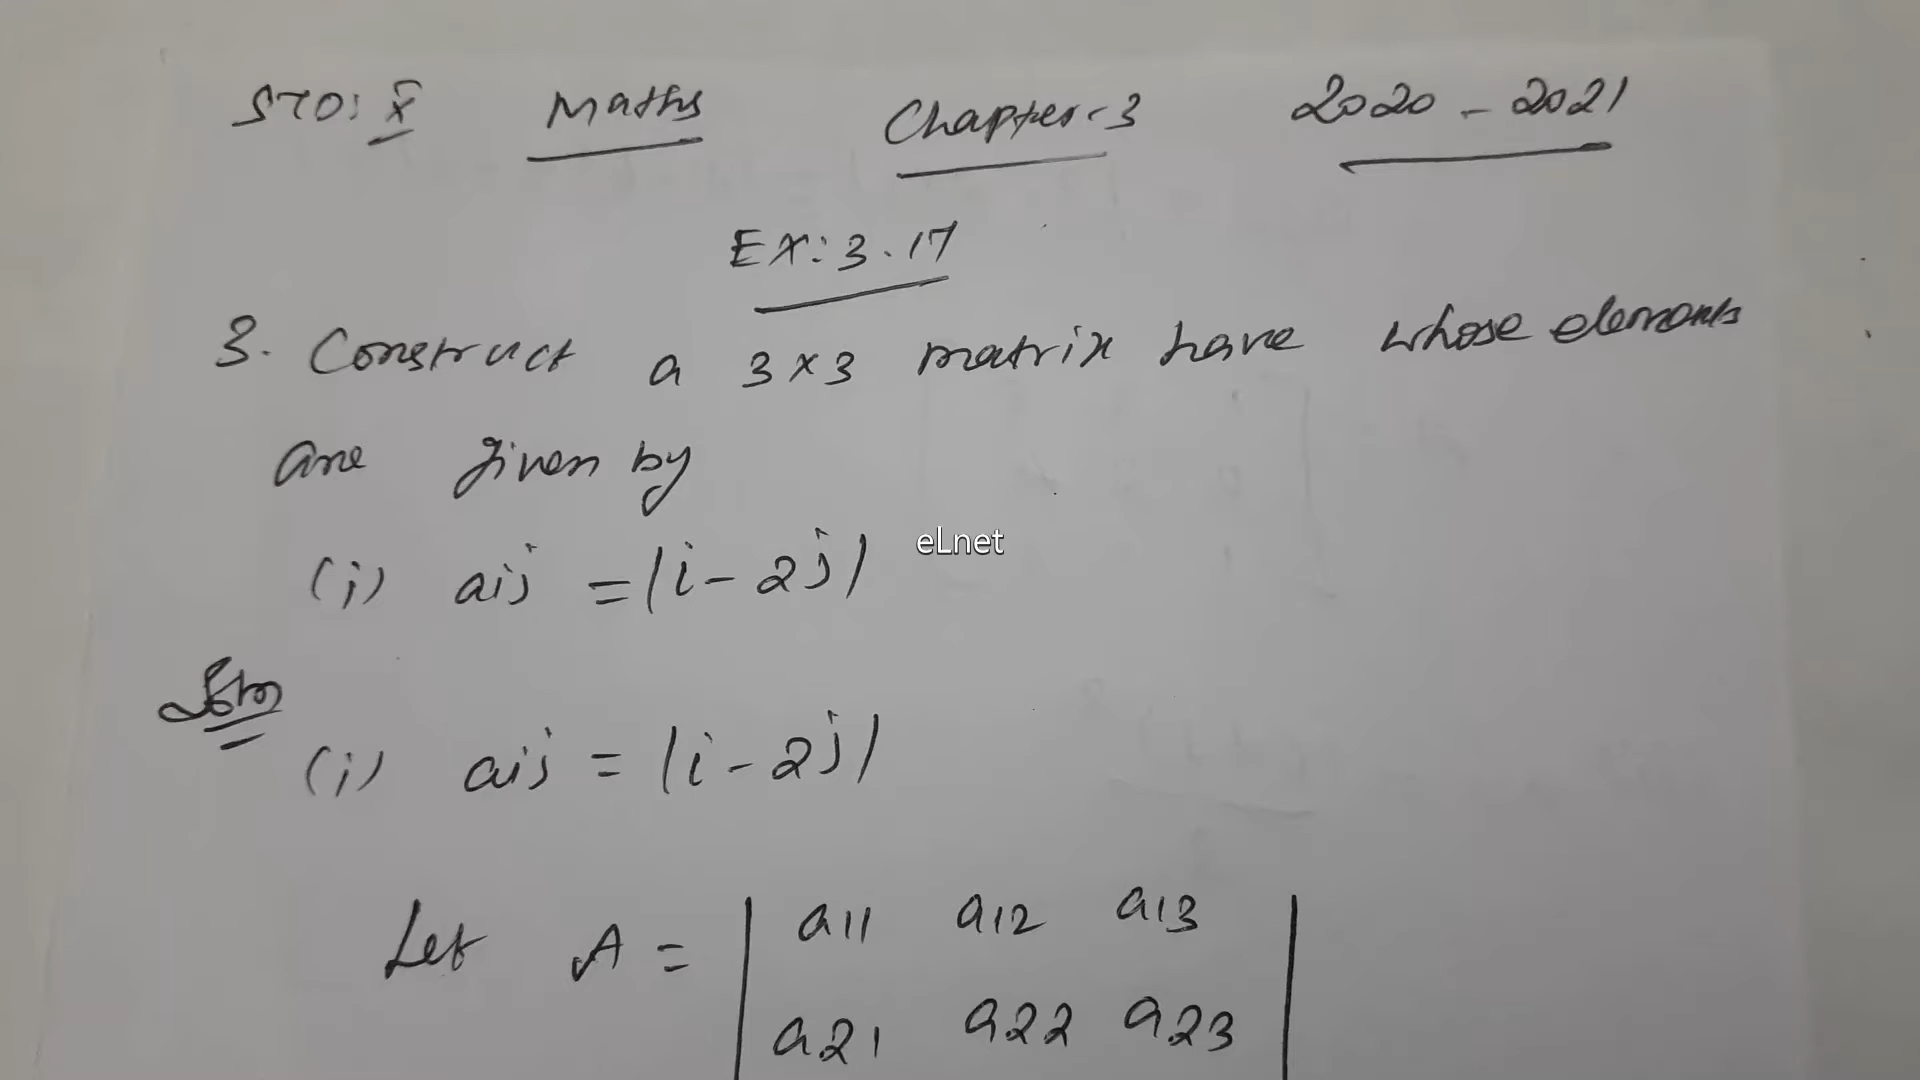 STD: X Maths Chapter-3 2020-2021
EX: 3.17
3. Construct a 3×3 matrix have whose elements
are given by
(i) aij = |i-2j|
eLnet
Soln
(i) aij = |i-2j|
Let A = | a11 a12 a13 |
a21 a22 a23